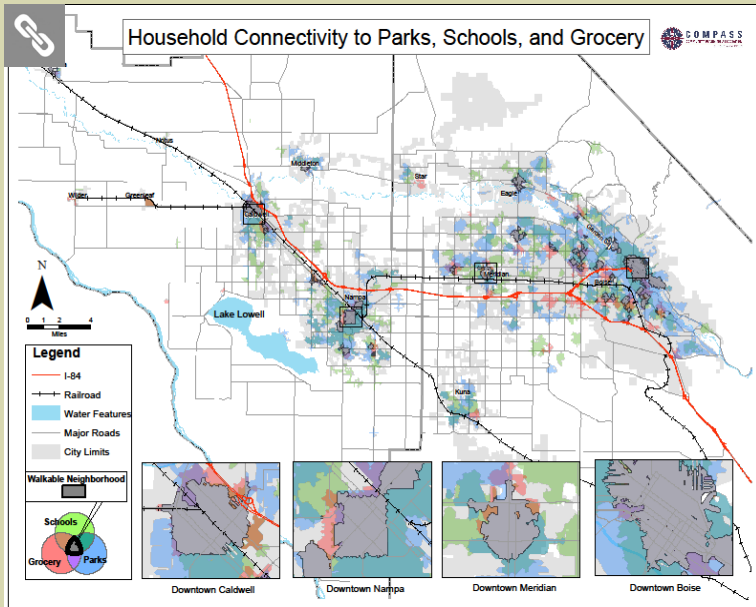 Household Connectivity to Parks, Schools, and Grocery
COMPASS
Notus
Middleton
Star
Wilder
Greenleaf
Eagle
Caldwell
Meridian
Boise
Nampa
N
0 1 2 4
Miles
Lake Lowell
Kuna
Legend
I-84
Railroad
Water Features
Major Roads
City Limits
Walkable Neighborhood
Schools
Grocery
Parks
Downtown Caldwell
Downtown Nampa
Downtown Meridian
Downtown Boise